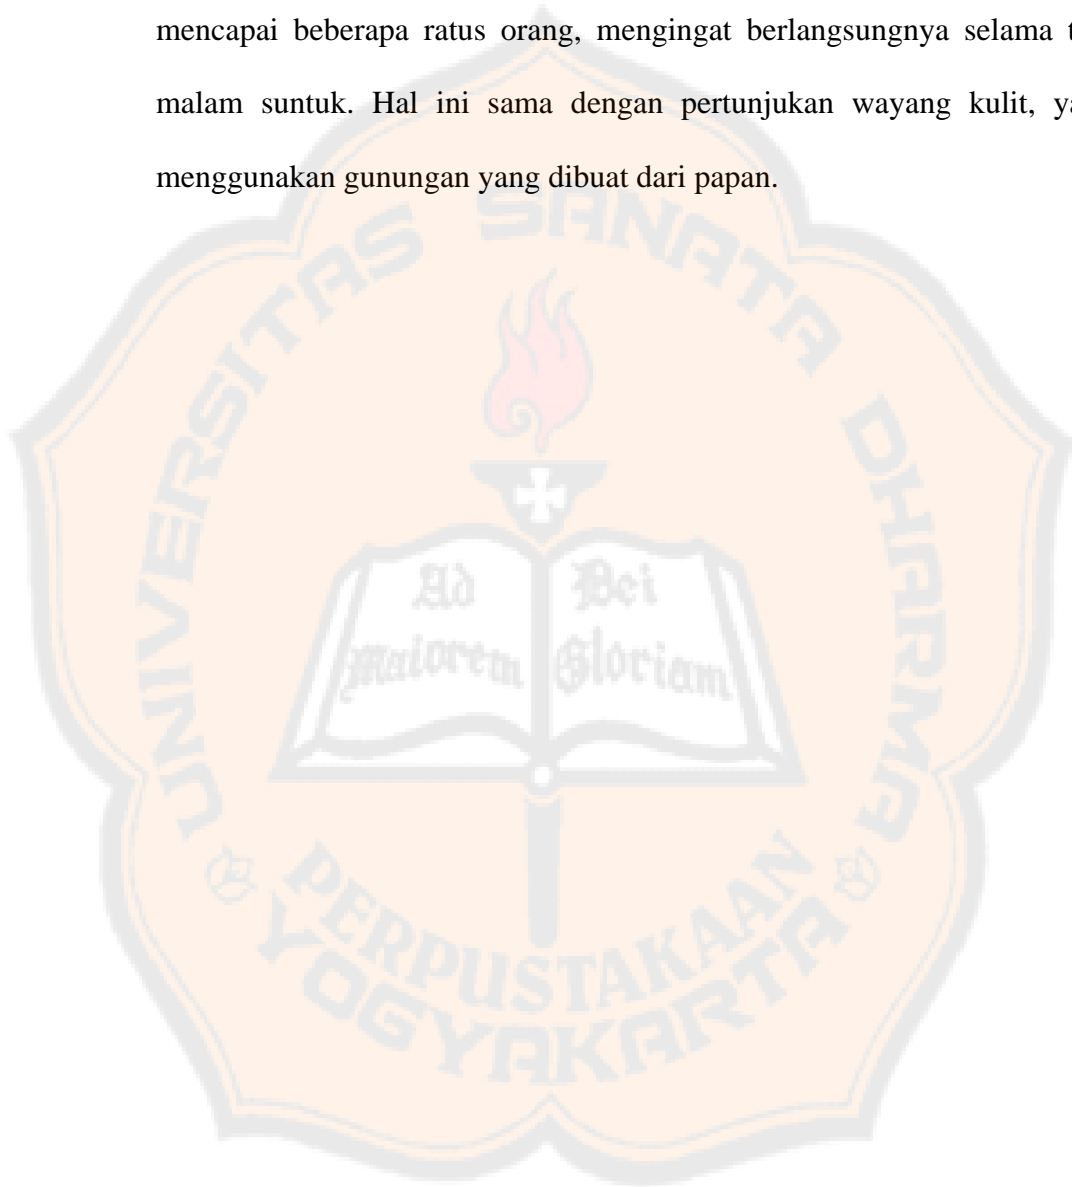 mencapai beberapa ratus orang, mengingat berlangsungnya selama t
malam suntuk. Hal ini sama dengan pertunjukan wayang kulit, ya
menggunakan gunungan yang dibuat dari papan.
UNIVERSITAS SANATA DHARMA
Ad Dei
Maiorem Gloriam
PERPUSTAKAAN
YOGYAKARTA